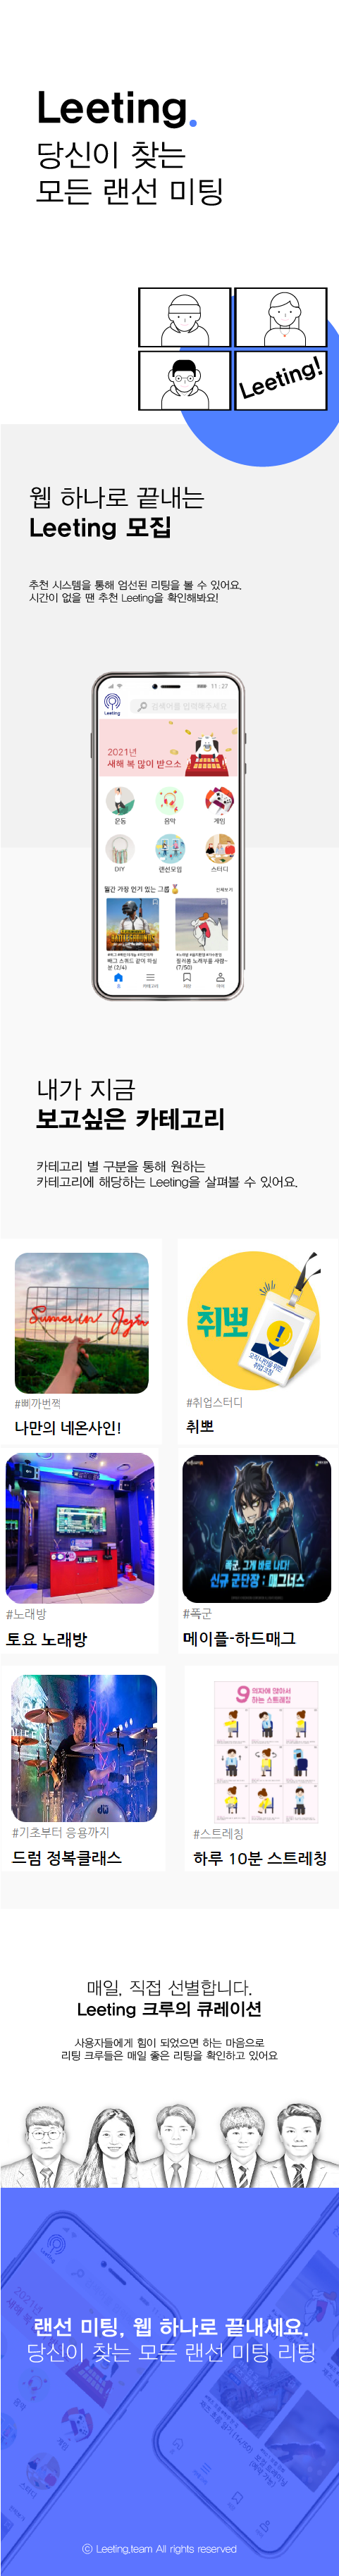 Leeting.
당신이 찾는
모든 랜선 미팅
Leeting!
웹 하나로 끝내는
Leeting 모집
추천 시스템을 통해 엄선된 리팅을 볼 수 있어요.
시간이 없을 땐 추천 Leeting을 확인해봐요!
11:27
Leeting
검색어를 입력해주세요
2021년
새해 복 많이 받으소
운동 음악 게임
DIY 랜선모임 스터디
월간 가장 인기 있는 그룹 전체보기
배그 스쿼드 같이 하실
분 (2/4)
(7/50)
홈 카테고리
내가 지금
보고싶은 카테고리
카테고리 별 구분을 통해 원하는
카테고리에 해당하는 Leeting을 살펴볼 수 있어요.
#삐까번쩍
나만의 네온사인!
취뽀
#취업스터디
취뽀
#노래방
토요 노래방
폭군, 그게 바로 나다!
신규 군단장 : 매그너스
#폭군
메이플-하드매그
dw
#기초부터 응용까지
드럼 정복클래스
9 의자에 앉아서
하는 스트레칭
#스트레칭
하루 10분 스트레칭
매일, 직접 선별합니다.
Leeting 크루의 큐레이션
사용자들에게 힘이 되었으면 하는 마음으로
리팅 크루들은 매일 좋은 리팅을 확인하고 있어요
랜선 미팅, 웹 하나로 끝내세요.
당신이 찾는 모든 랜선 미팅 리팅
ⓒ Leeting,team All rights reserved